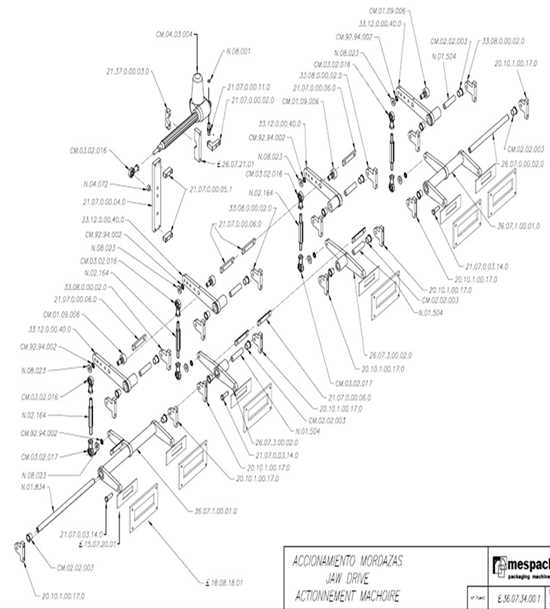 CM.01.09.006
33.12.0.00.40.0
CM.92.94.002
N.08.023
CM.03.02.016
33.08.0.00.02.0
21.07.0.00.06.0
CM.02.02.003
33.08.0.00.02.0
N.01.504
20.10.1.00.17.0
CM.04.03.004
N.08.001
21.37.0.00.03.0
21.07.0.00.11.0
21.07.0.00.02.0
CM.01.09.006
33.12.0.00.40.0
CM.92.94.002
N.08.023
CM.03.02.016
N.02.164
CM.03.02.016
E.26.07.21.01
CM.02.02.003
26.07.0.00.02.0
N.04.072
21.07.0.00.04.0
21.07.0.00.05.1
33.12.0.00.40.0
CM.92.94.002
N.08.023
CM.03.02.016
N.02.164
33.08.0.00.02.0
21.07.0.00.06.0
33.08.0.00.02.0
21.07.0.00.06.0
CM.01.09.006
33.12.0.00.40.0
CM.92.94.002
N.08.023
CM.03.02.016
N.02.164
CM.92.94.002
CM.03.02.017
N.08.023
N.01.834
36.07.1.00.01.0
21.07.0.03.14.0
20.10.1.00.17.0
CM.02.02.003
N.01.504
26.07.3.00.02.0
20.10.1.00.17.0
CM.03.02.017
21.07.0.00.06.0
20.10.1.00.17.0
CM.02.02.003
N.01.504
26.07.3.00.02.0
21.07.0.03.14.0
20.10.1.00.17.0
36.07.1.00.01.0
21.07.0.03.14.0
E.15.07.20.01
CM.02.02.003
E.18.08.18.01
20.10.1.00.17.0
ACCIONAMIENTO MORDAZAS
JAW DRIVE
ACTIONNEMENT MACHOIRE
mespack
packaging machines
E.36.07.34.00.1